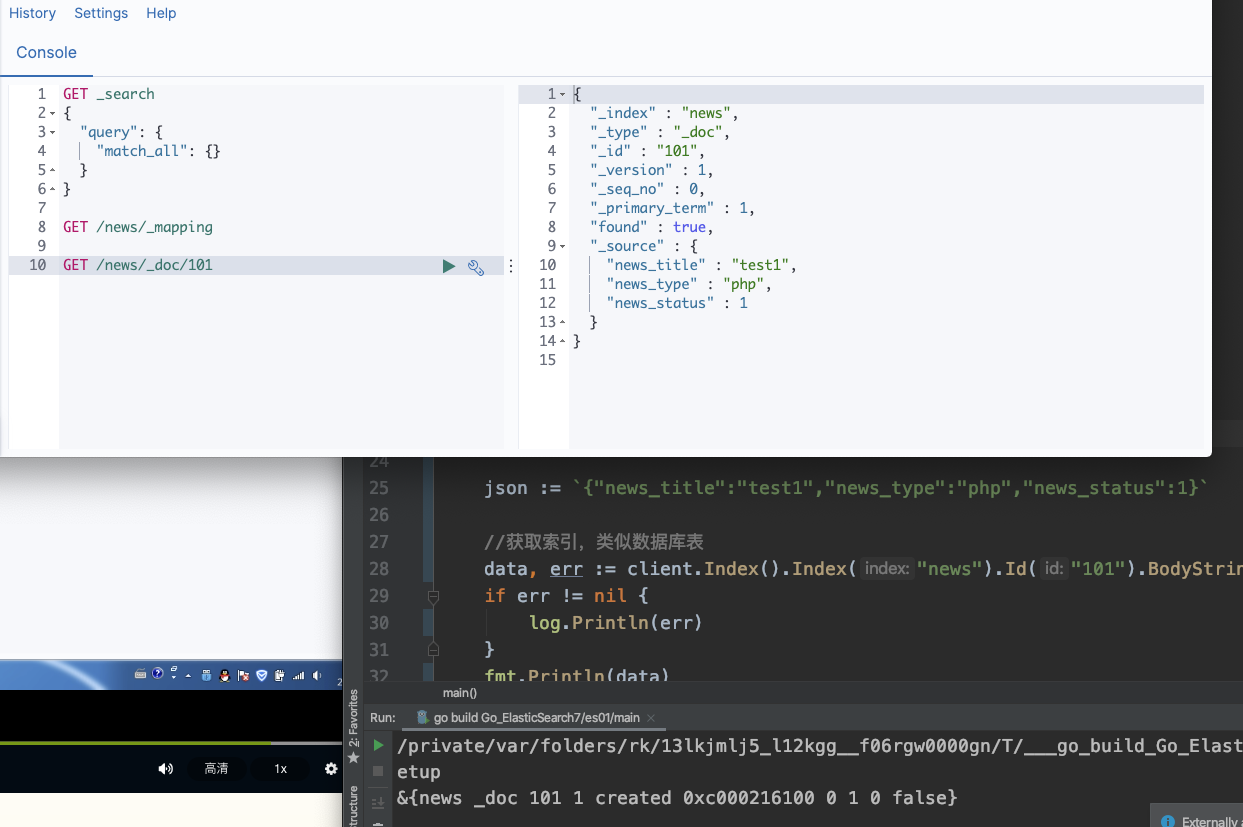 History Settings Help
Console
1 GET _search
2 {
3 "query": {
4 "match_all": {}
5 }
6 }
7
8 GET /news/_mapping
9
10 GET /news/_doc/101
1 {
2 "_index" : "news",
3 "_type" : "_doc",
4 "_id" : "101",
5 "_version" : 1,
6 "_seq_no" : 0,
7 "_primary_term" : 1,
8 "found" : true,
9 "_source" : {
10 "news_title" : "test1",
11 "news_type" : "php",
12 "news_status" : 1
13 }
14 }
15
24
25 json := `{"news_title":"test1","news_type":"php","news_status":1}`
26
27 //获取索引，类似数据库表
28 data, err := client.Index().Index( index: "news").Id( id: "101").BodyStrin
29 if err != nil {
30 log.Println(err)
31 }
32 fmt.Println(data)
main()
Run: go build Go_ElasticSearch7/es01/main
/private/var/folders/rk/13lkjmlj5_l12kgg__f06rgw0000gn/T/___go_build_Go_Elast
etup
&{news _doc 101 1 created 0xc000216100 0 1 0 false}
2: Favorites
structure
高清 1x
Externally